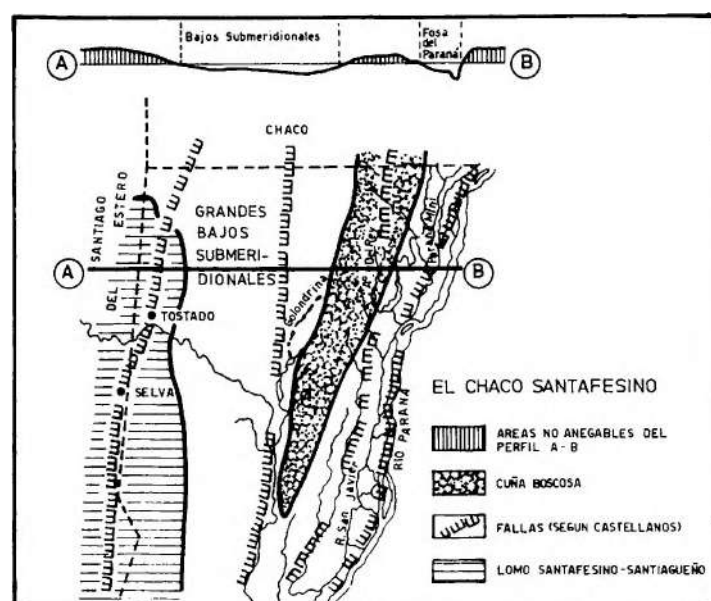 Bajos Submeridionales
Fosa
del
Paraná
A
B
CHACO
SANTIAGO
DEL ESTERO
GRANDES
BAJOS
SUBMERI-
DIONALES
A
B
Golondrina
Del Rey
Paraná Mini
TOSTADO
SELVA
RIO PARANA
R. San Javier
EL CHACO SANTAFESINO
AREAS NO ANEGABLES DEL
PERFIL A-B
CUÑA BOSCOSA
FALLAS (SEGUN CASTELLANOS)
LOMO SANTAFESINO-SANTIAGUEÑO